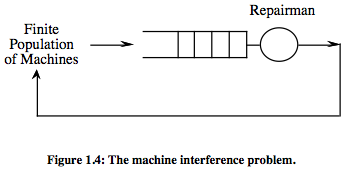 Repairman
Finite
Population
of Machines
Figure 1.4: The machine interference problem.